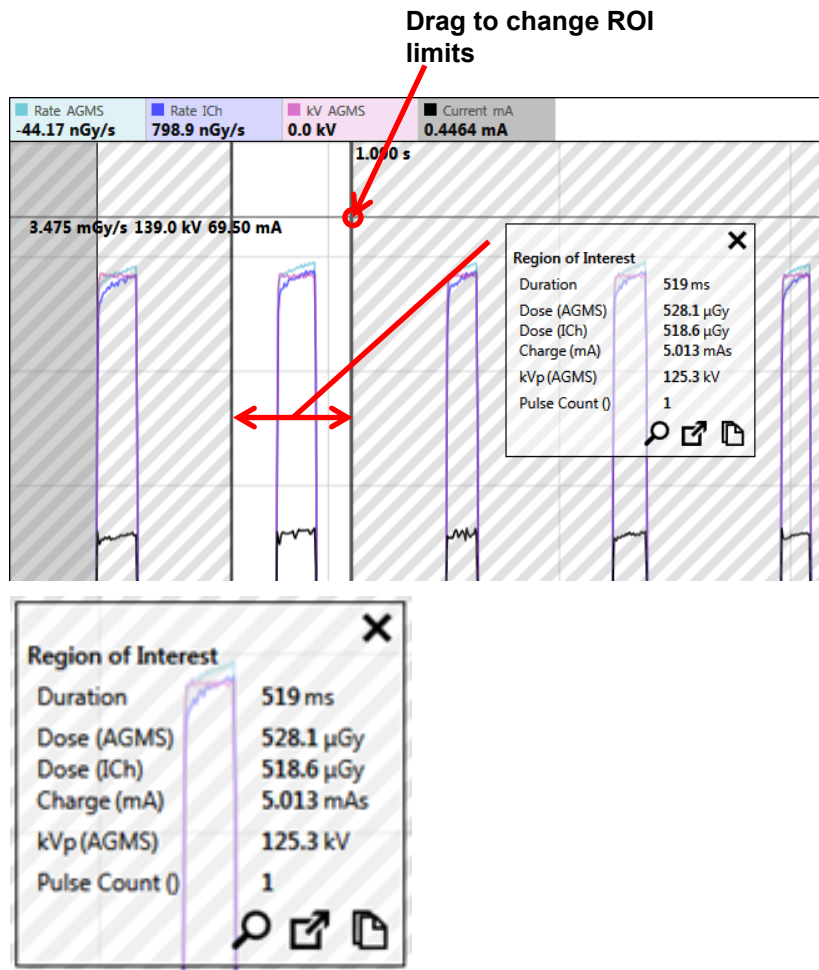 Drag to change ROI
limits
Rate AGMS
-44.17 nGy/s
Rate ICh
798.9 nGy/s
kV AGMS
0.0 kV
Current mA
0.4464 mA
1.090 s
3.475 mGy/s 139.0 kV 69.50 mA
Region of Interest
Duration 519 ms
Dose (AGMS) 528.1 µGy
Dose (ICh) 518.6 µGy
Charge (mA) 5.013 mAs
kVp (AGMS) 125.3 kV
Pulse Count () 1
Region of Interest
Duration 519 ms
Dose (AGMS) 528.1 µGy
Dose (ICh) 518.6 µGy
Charge (mA) 5.013 mAs
kVp (AGMS) 125.3 kV
Pulse Count () 1